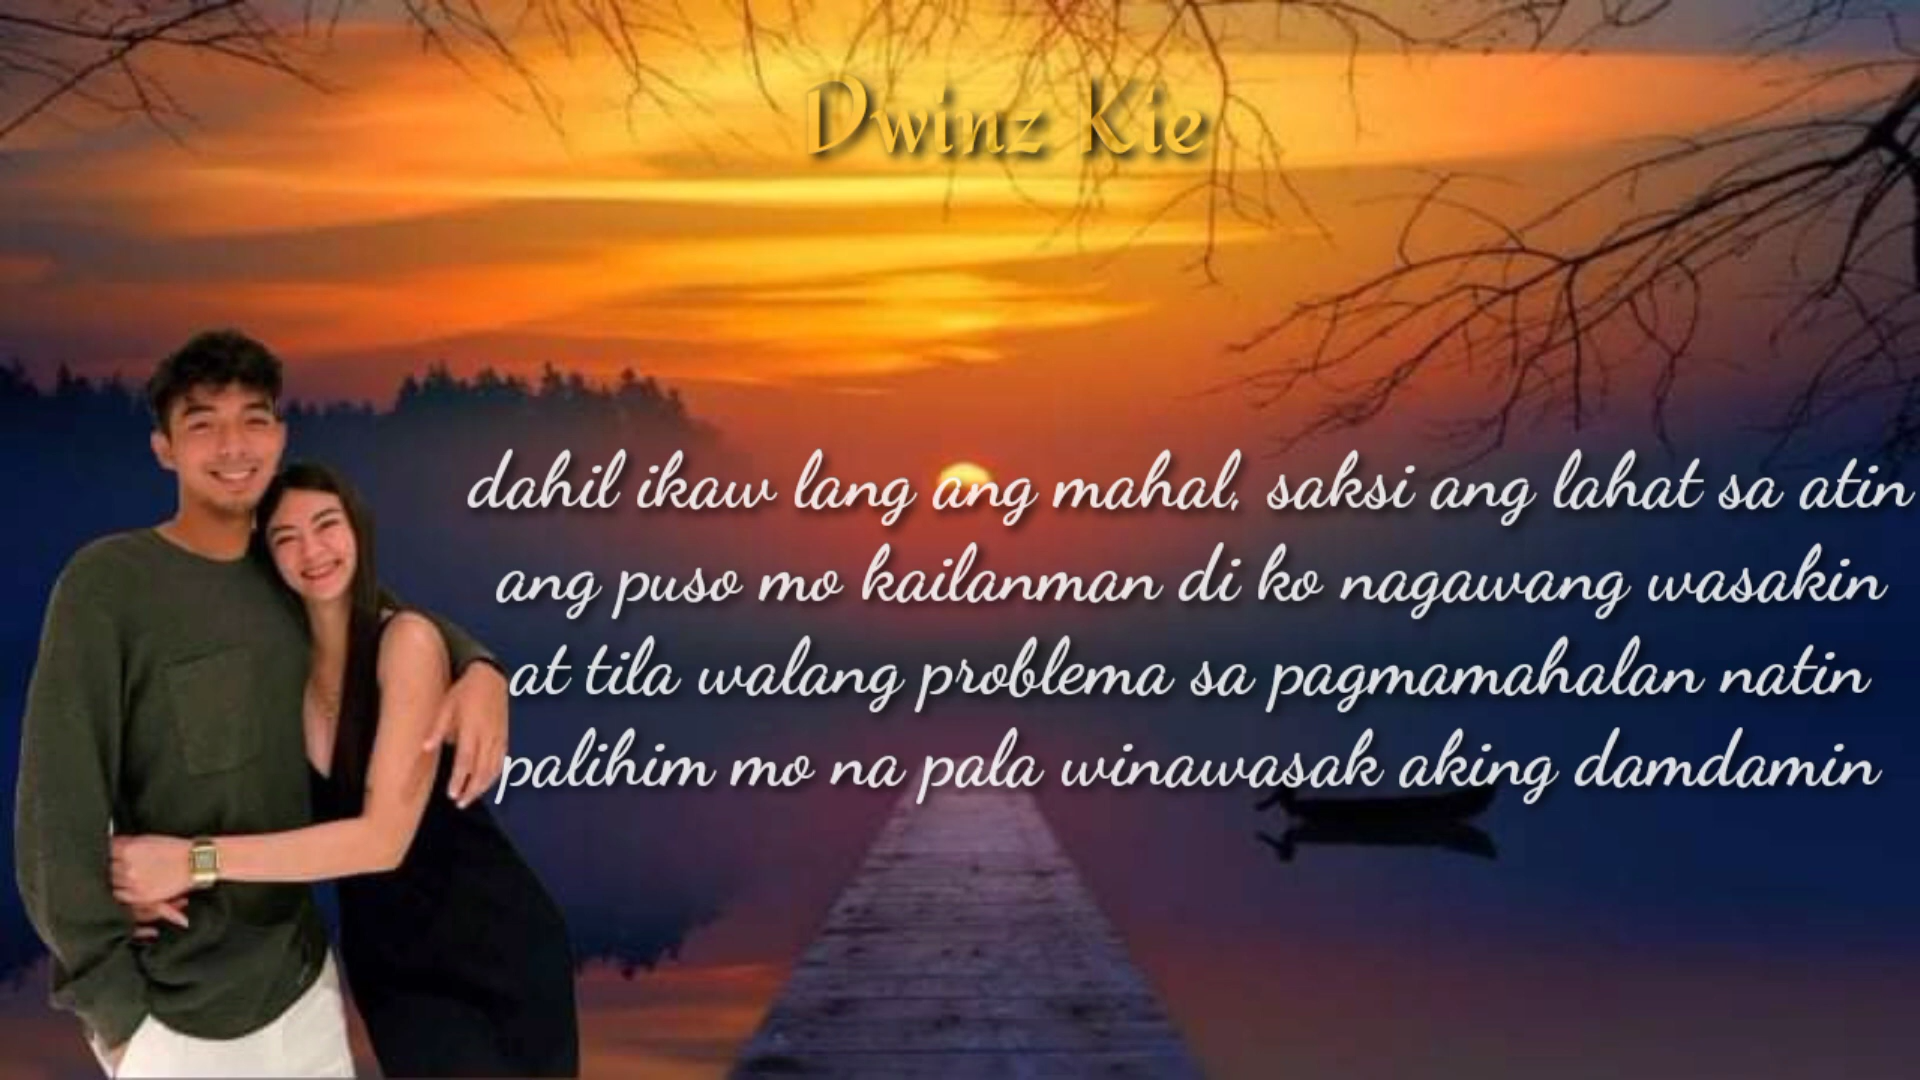 Dwinz Kie
dahil ikaw lang ang mahal, saksi ang lahat sa atin
ang puso mo kailanman di ko nagawang wasakin
at tila walang problema sa pagmamahalan natin
palihim mo na pala winawasak aking damdamin